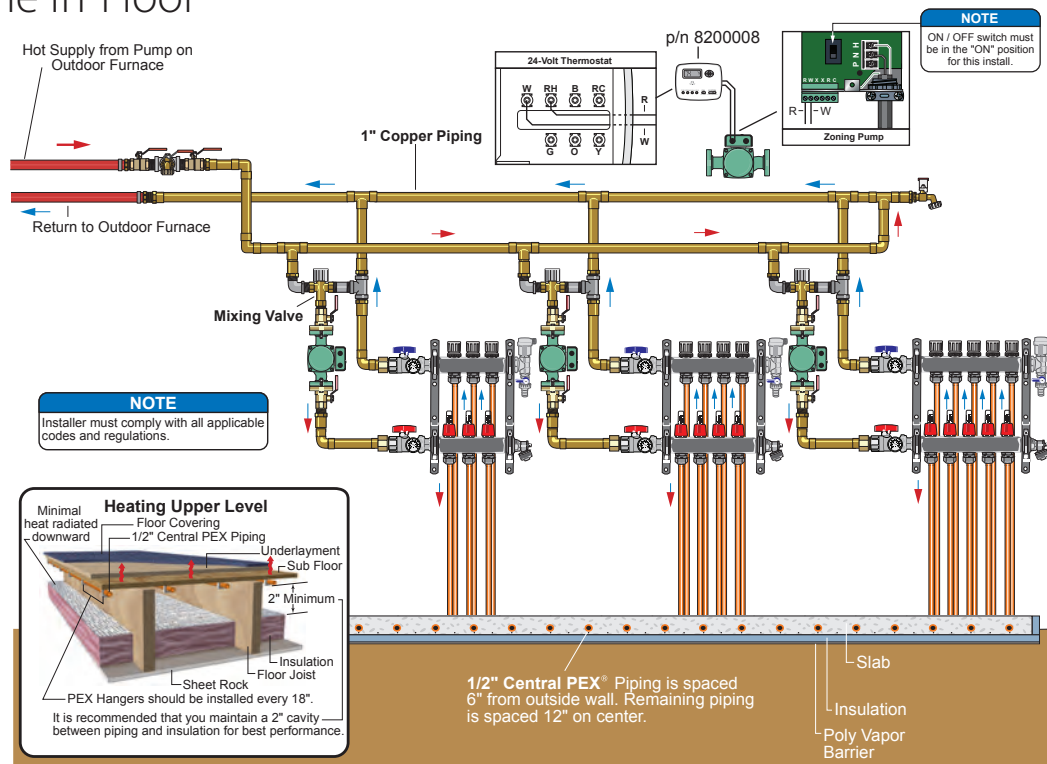 Hot Supply from Pump on
Outdoor Furnace
p/n 8200008
NOTE
ON / OFF switch must
be in the "ON" position
for this install.
24-Volt Thermostat
W RH B RC
R
W
G O Y
P N H
R W X X R C
R W
Zoning Pump
1" Copper Piping
Return to Outdoor Furnace
Mixing Valve
NOTE
Installer must comply with all applicable
codes and regulations.
Heating Upper Level
Minimal
heat radiated
downward
Floor Covering
1/2" Central PEX Piping
Underlayment
Sub Floor
2" Minimum
Insulation
Floor Joist
Sheet Rock
PEX Hangers should be installed every 18".
It is recommended that you maintain a 2" cavity
between piping and insulation for best performance.
1/2" Central PEX® Piping is spaced
6" from outside wall. Remaining piping
is spaced 12" on center.
Slab
Insulation
Poly Vapor
Barrier